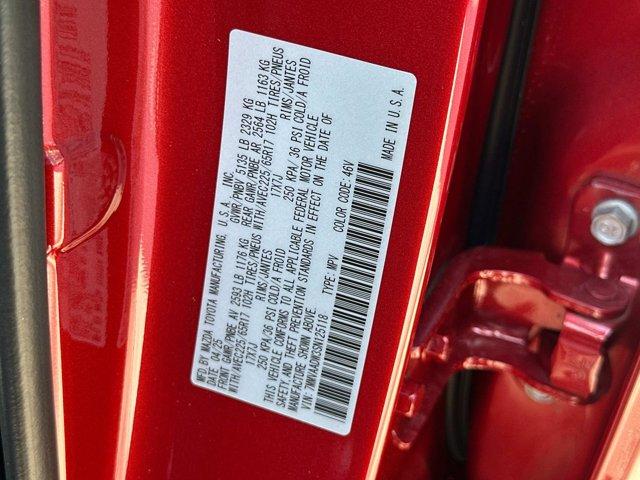 MFD.BY MAZDA TOYOTA MANUFACTURING, U.S.A. INC.
DATE 04/25 GVWR/PNBV 5135 LB 2329 KG
FRONT GAWR/PNBE AV 2593 LB 1176 KG REAR GAWR/PNBE AR 2564 LB 1163 KG
WITH/AVEC225/65R17 102H TIRES/PNEUS WITH/AVEC225/65R17 102H TIRES/PNEUS
17X7J RIMS/JANTES 17X7J RIMS/JANTES
250 KPA/36 PSI COLD/A FROID 250 KPA/36 PSI COLD/A FROID
THIS VEHICLE CONFORMS TO ALL APPLICABLE FEDERAL MOTOR VEHICLE
SAFETY, AND THEFT PREVENTION STANDARDS IN EFFECT ON THE DATE OF
MANUFACTURE SHOWN ABOVE.
VIN: TYPE: MPV COLOR CODE: 46V
MADE IN U.S.A.